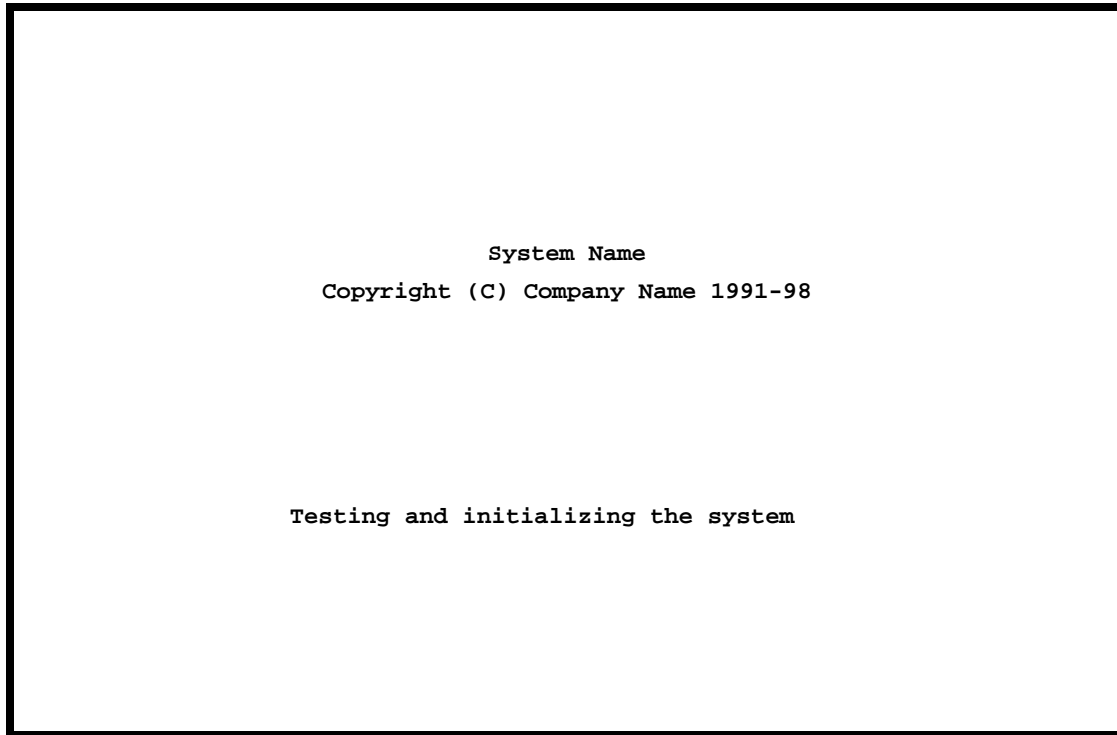 System Name
Copyright (C) Company Name 1991-98
Testing and initializing the system